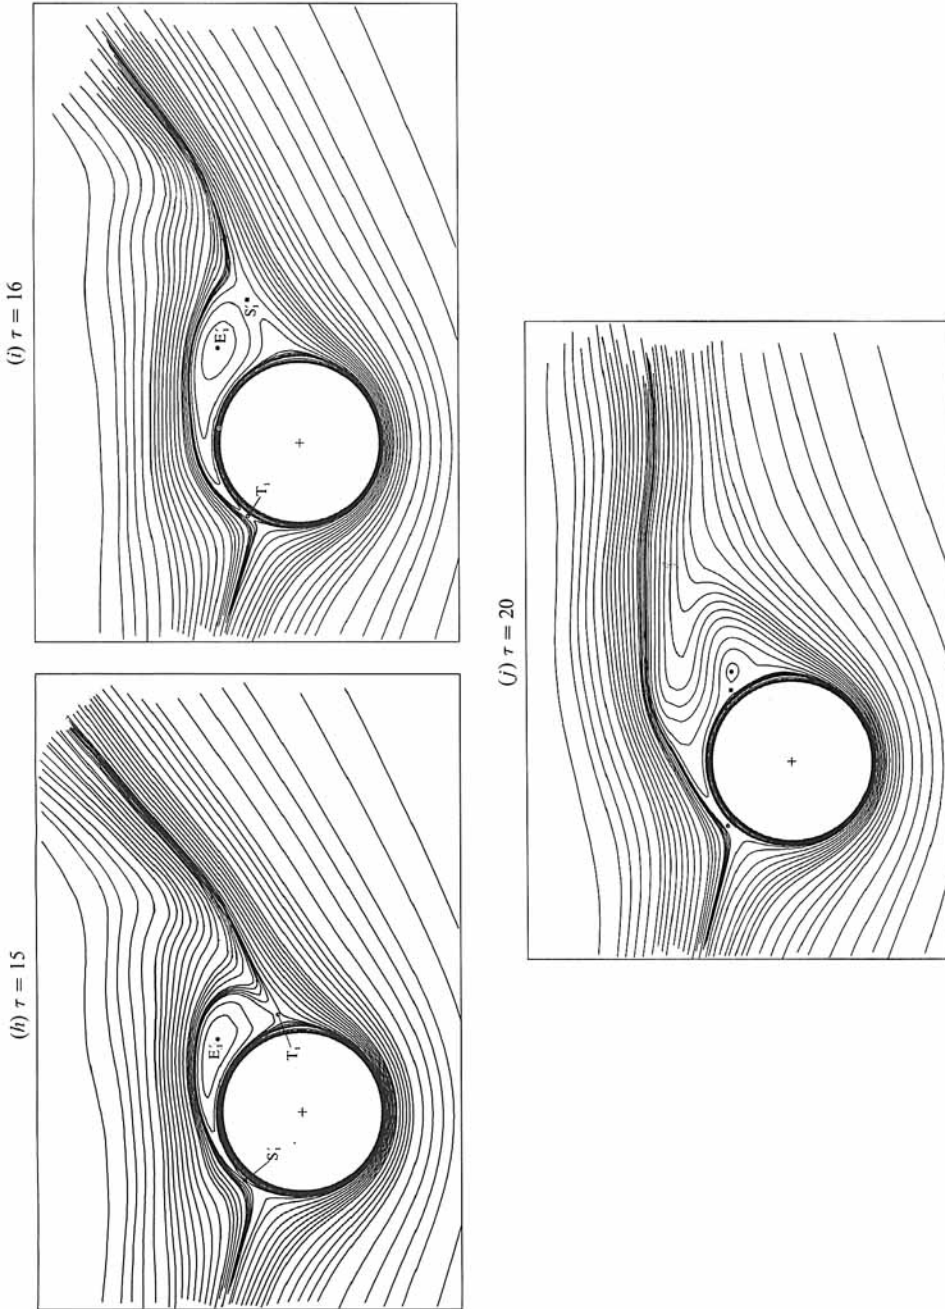 (h) τ = 15
E′₁
S′₁
T₁
(i) τ = 16
E′₁
S′₁
T₁
(j) τ = 20